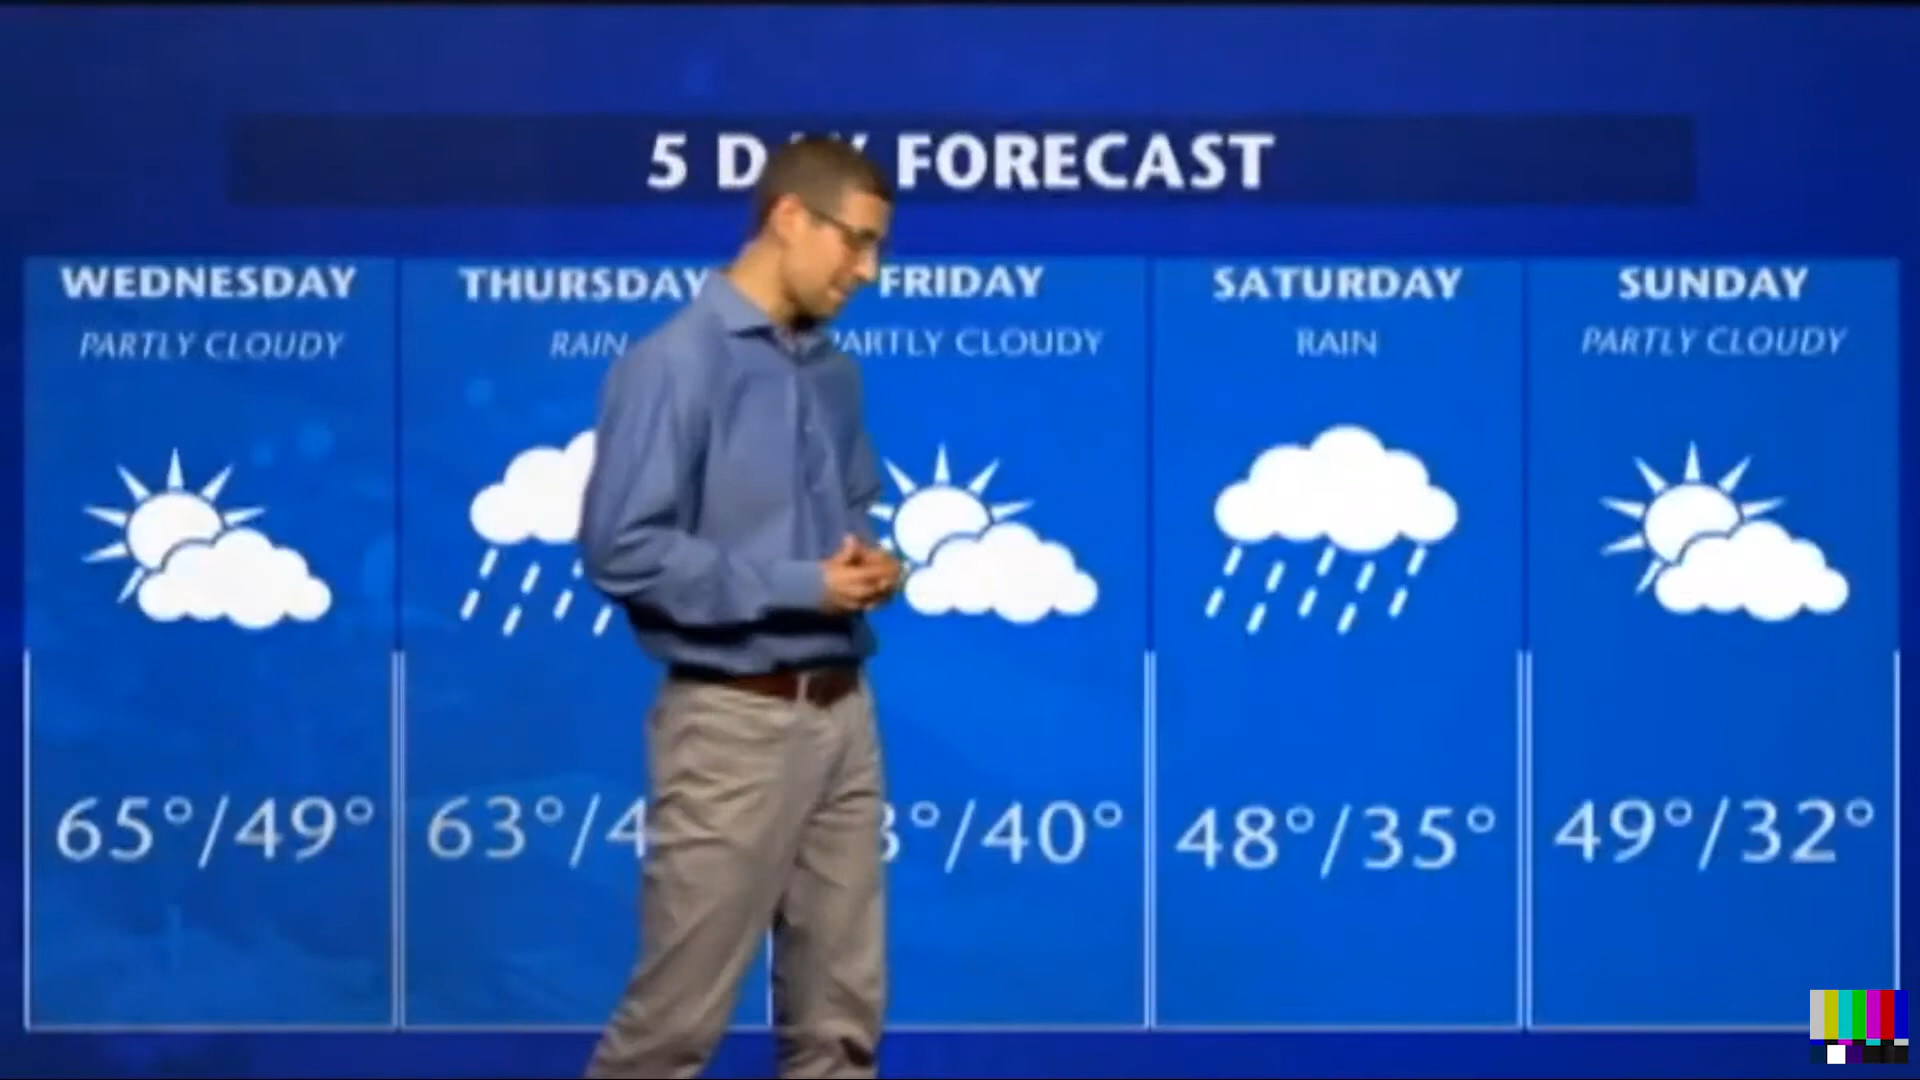 5 FORECAST
WEDNESDAY
PARTLY CLOUDY
65°/49°
THURSDAY
RAIN
63°/4
FRIDAY
PARTLY CLOUDY
°/40°
SATURDAY
RAIN
48°/35°
SUNDAY
PARTLY CLOUDY
49°/32°